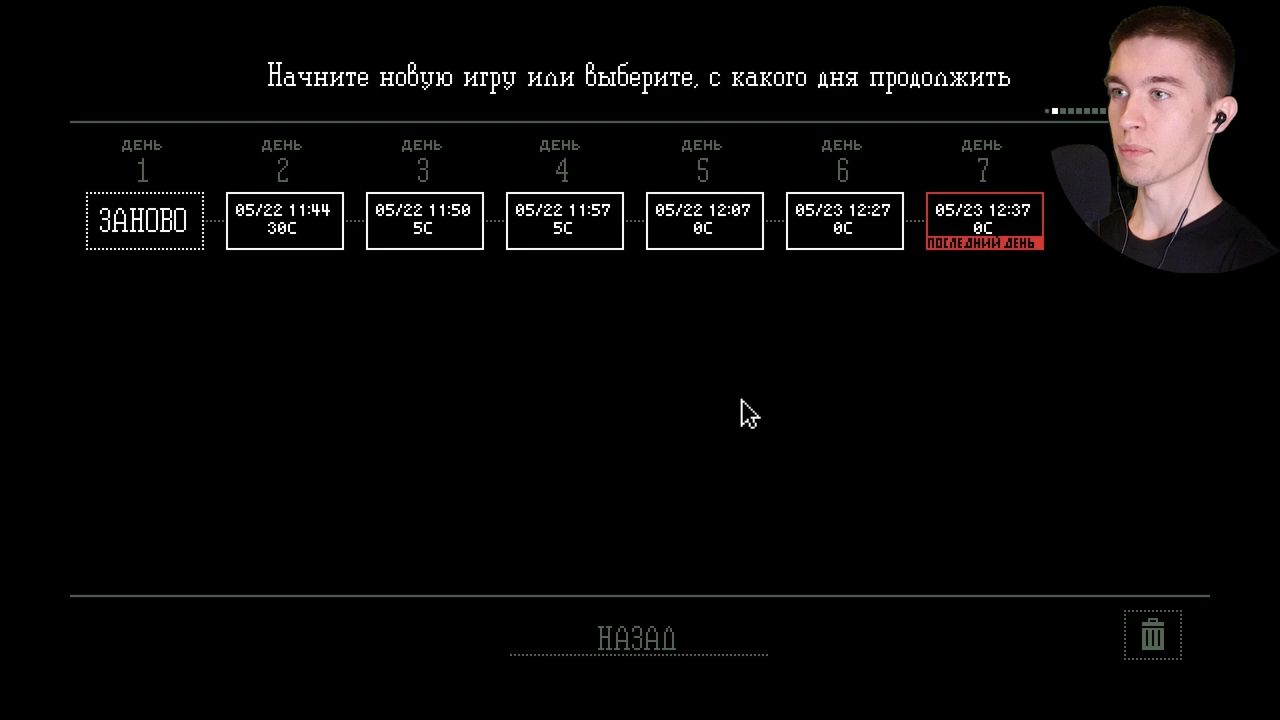 Начните новую игру или выберите, с какого дня продолжить
ДЕНЬ ДЕНЬ ДЕНЬ ДЕНЬ ДЕНЬ ДЕНЬ ДЕНЬ
1 2 3 4 5 6 7
ЗАНОВО 05/22 11:44 05/22 11:50 05/22 11:57 05/22 12:07 05/23 12:27 05/23 12:37
30С 5С 5С 0С 0С 0С
ПОСЛЕДНИЙ ДЕНЬ
НАЗАД